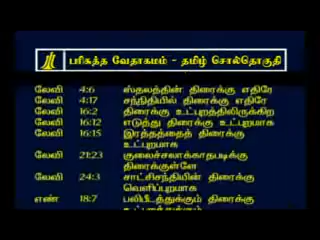 பரிசுத்த வேதாகமம் - தமிழ் சொல்தொகுதி
லேவி 4:6 ஸ்தலத்தின் திரைக்கு எதிரே
லேவி 4:17 சந்நிதியில் திரைக்கு எதிரே
லேவி 16:2 திரைக்கு உட்புறத்திலிருக்கிற
லேவி 16:12 எடுத்து திரைக்கு உட்புறமாக
லேவி 16:15 இரத்தத்தைத் திரைக்கு
உட்புறமாக
லேவி 21:23 குலைச்சலாக்காதபடிக்கு
திரைக்குள்ளே
லேவி 24:3 சாட்சிசந்நியின் திரைக்கு
வெளிப்புறமாக
எண் 18:7 பலிபீடத்துக்கும் திரைக்கு